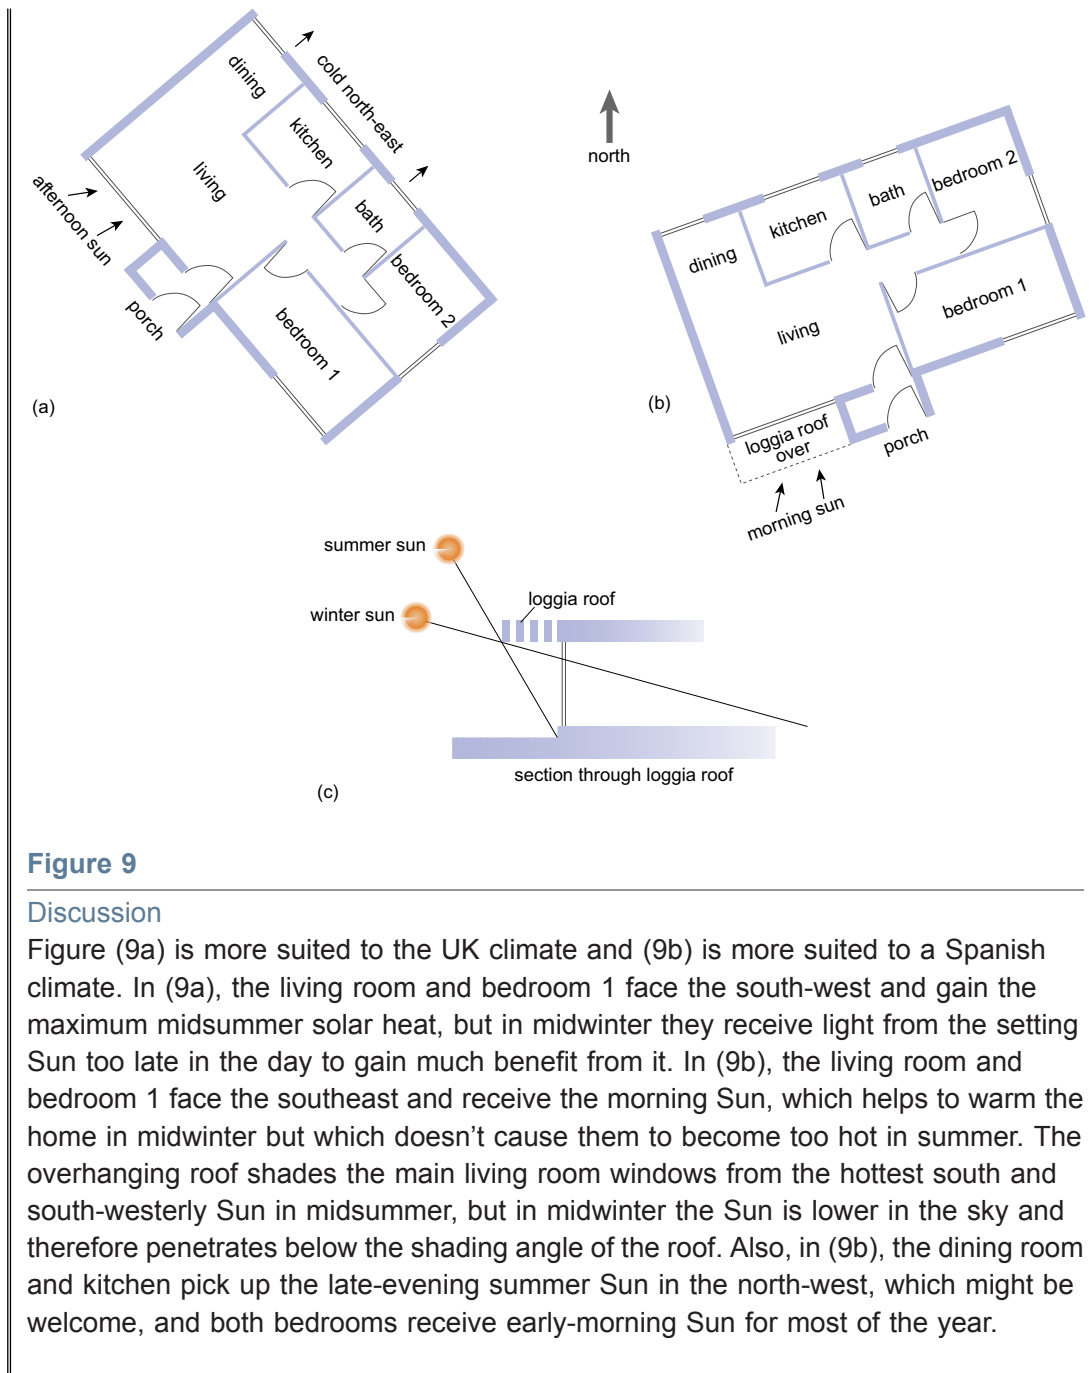 dining
cold north-east
kitchen
living
afternoon sun
bath
bedroom 2
porch
bedroom 1
(a)
north
bedroom 2
bath
kitchen
dining
bedroom 1
living
(b)
loggia roof
over
porch
morning sun
summer sun
loggia roof
winter sun
section through loggia roof
(c)
Figure 9
Discussion
Figure (9a) is more suited to the UK climate and (9b) is more suited to a Spanish
climate. In (9a), the living room and bedroom 1 face the south-west and gain the
maximum midsummer solar heat, but in midwinter they receive light from the setting
Sun too late in the day to gain much benefit from it. In (9b), the living room and
bedroom 1 face the southeast and receive the morning Sun, which helps to warm the
home in midwinter but which doesn't cause them to become too hot in summer. The
overhanging roof shades the main living room windows from the hottest south and
south-westerly Sun in midsummer, but in midwinter the Sun is lower in the sky and
therefore penetrates below the shading angle of the roof. Also, in (9b), the dining room
and kitchen pick up the late-evening summer Sun in the north-west, which might be
welcome, and both bedrooms receive early-morning Sun for most of the year.